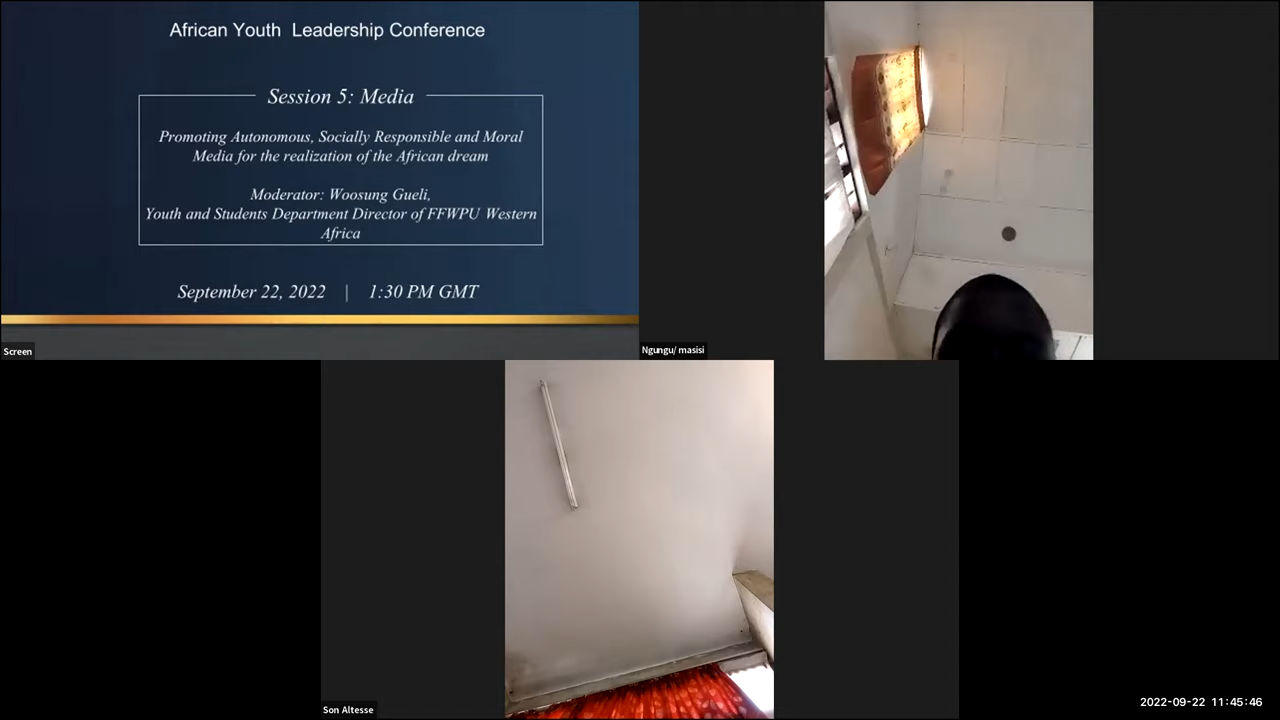 African Youth Leadership Conference
Session 5: Media
Promoting Autonomous, Socially Responsible and Moral
Media for the realization of the African dream
Moderator: Woosung Gueli,
Youth and Students Department Director of FFWPU Western
Africa
September 22, 2022 | 1:30 PM GMT
Screen
Ngungu/ masisi
Son Altesse
2022-09-22 11:45:46